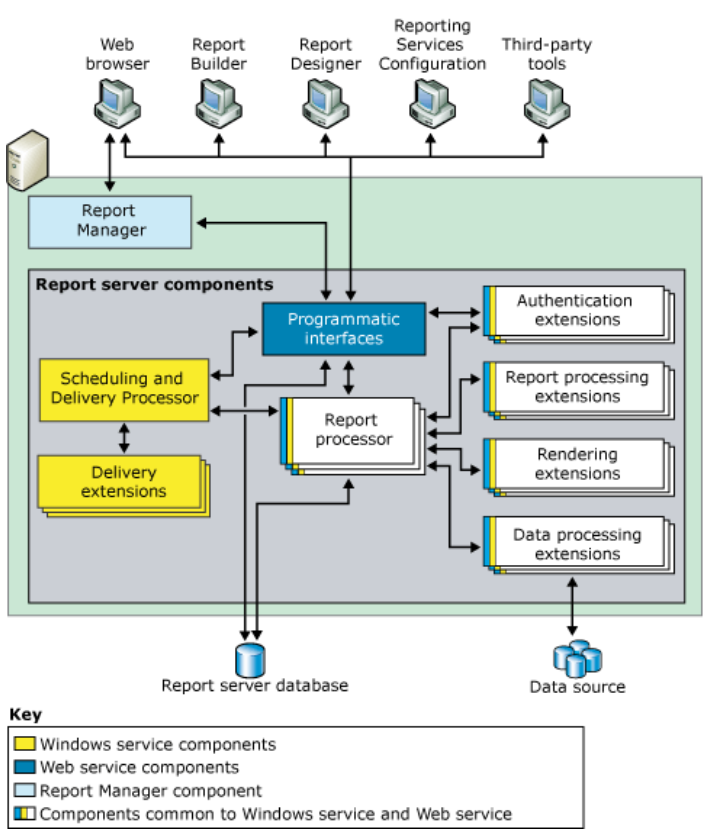 Web
browser
Report
Builder
Report
Designer
Reporting
Services
Configuration
Third-party
tools
Report
Manager
Report server components
Programmatic
interfaces
Authentication
extensions
Scheduling and
Delivery Processor
Report processing
extensions
Report
processor
Delivery
extensions
Rendering
extensions
Data processing
extensions
Report server database
Data source
Key
Windows service components
Web service components
Report Manager component
Components common to Windows service and Web service